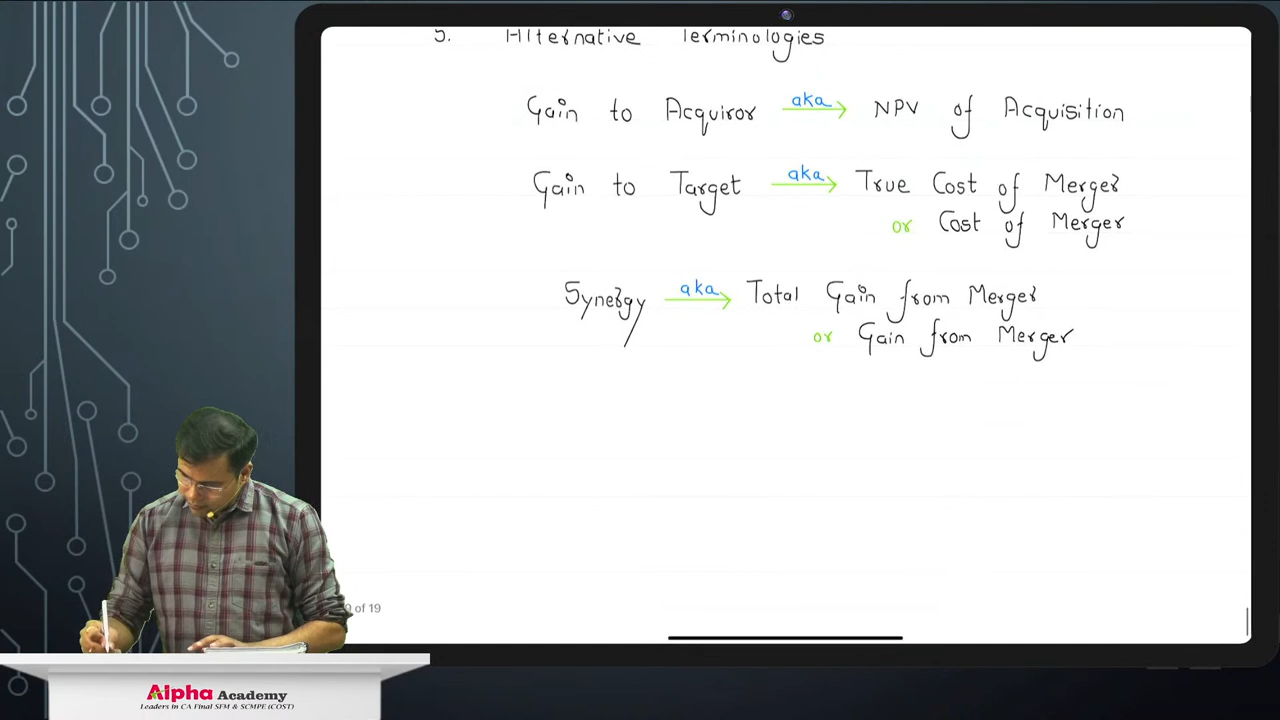 5. Alternative Terminologies
Gain to Acquiror aka NPV of Acquisition
Gain to Target aka True Cost of Merger
or Cost of Merger
Synergy aka Total Gain from Merger
or Gain from Merger
0 of 19
Alpha Academy
Leaders in CA Final SFM & SCMPE (COST)